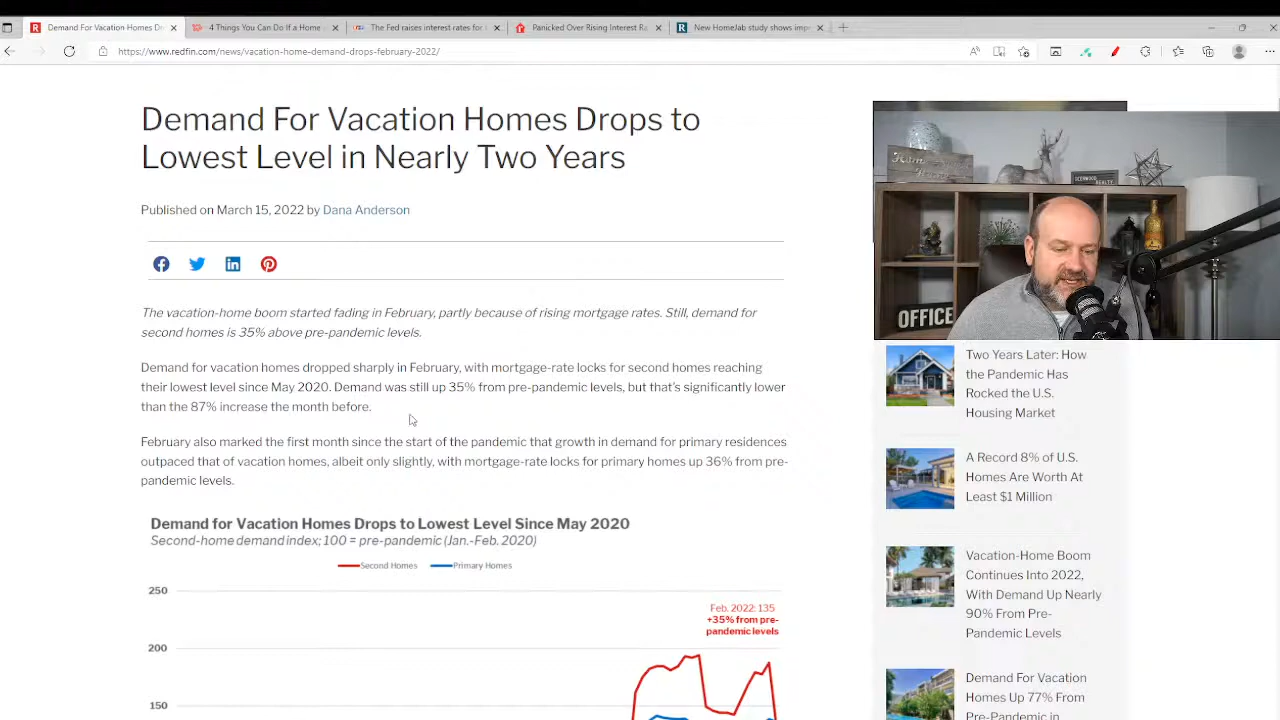 Demand For Vacation Homes Dr
4 Things You Can Do If a Home
The Fed raises interest rates for t
Panicked Over Rising Interest Ra
New HomeJab study shows imp
https://www.redfin.com/news/vacation-home-demand-drops-february-2022/
Demand For Vacation Homes Drops to
Lowest Level in Nearly Two Years
Published on March 15, 2022 by Dana Anderson
The vacation-home boom started fading in February, partly because of rising mortgage rates. Still, demand for
second homes is 35% above pre-pandemic levels.
Demand for vacation homes dropped sharply in February, with mortgage-rate locks for second homes reaching
their lowest level since May 2020. Demand was still up 35% from pre-pandemic levels, but that's significantly lower
than the 87% increase the month before.
February also marked the first month since the start of the pandemic that growth in demand for primary residences
outpaced that of vacation homes, albeit only slightly, with mortgage-rate locks for primary homes up 36% from pre-
pandemic levels.
Demand for Vacation Homes Drops to Lowest Level Since May 2020
Second-home demand index; 100 = pre-pandemic (Jan.-Feb. 2020)
Second Homes
Primary Homes
250
Feb. 2022: 135
+35% from pre-
pandemic levels
200
150
OFFICE
Two Years Later: How
the Pandemic Has
Rocked the U.S.
Housing Market
A Record 8% of U.S.
Homes Are Worth At
Least $1 Million
Vacation-Home Boom
Continues Into 2022,
With Demand Up Nearly
90% From Pre-
Pandemic Levels
Demand For Vacation
Homes Up 77% From
Pre-Pandemic in